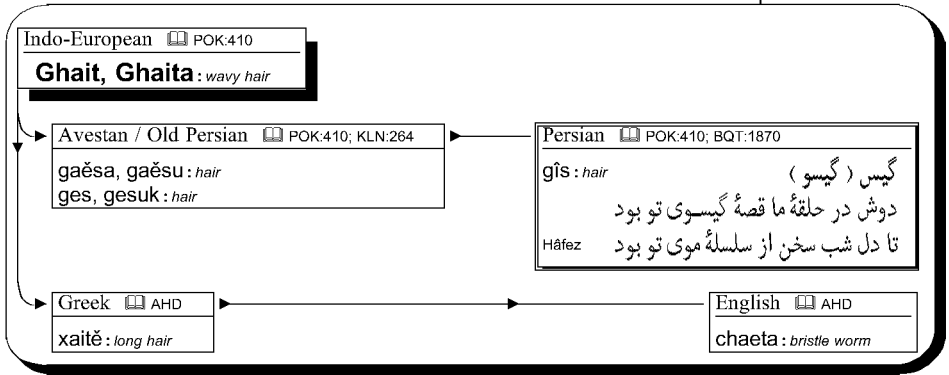 Indo-European 📖 POK:410
Ghait, Ghaita : wavy hair
Avestan / Old Persian 📖 POK:410; KLN:264
gaěsa, gaěsu : hair
ges, gesuk : hair
Persian 📖 POK:410; BQT:1870
gîs : hair گیس ( گیسو )
دوش در حلقهٔ ما قصهٔ گیسـوی تو بود
تا دل شب سخن از سلسلهٔ موی تو بود Hâfez
Greek 📖 AHD
xaitě : long hair
English 📖 AHD
chaeta : bristle worm